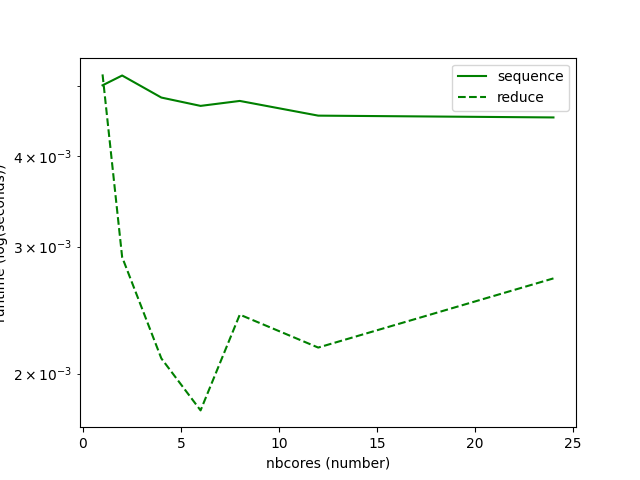 sequence
reduce
4 × 10⁻³
3 × 10⁻³
2 × 10⁻³
(log(seconds))
0 5 10 15 20 25
nbcores (number)